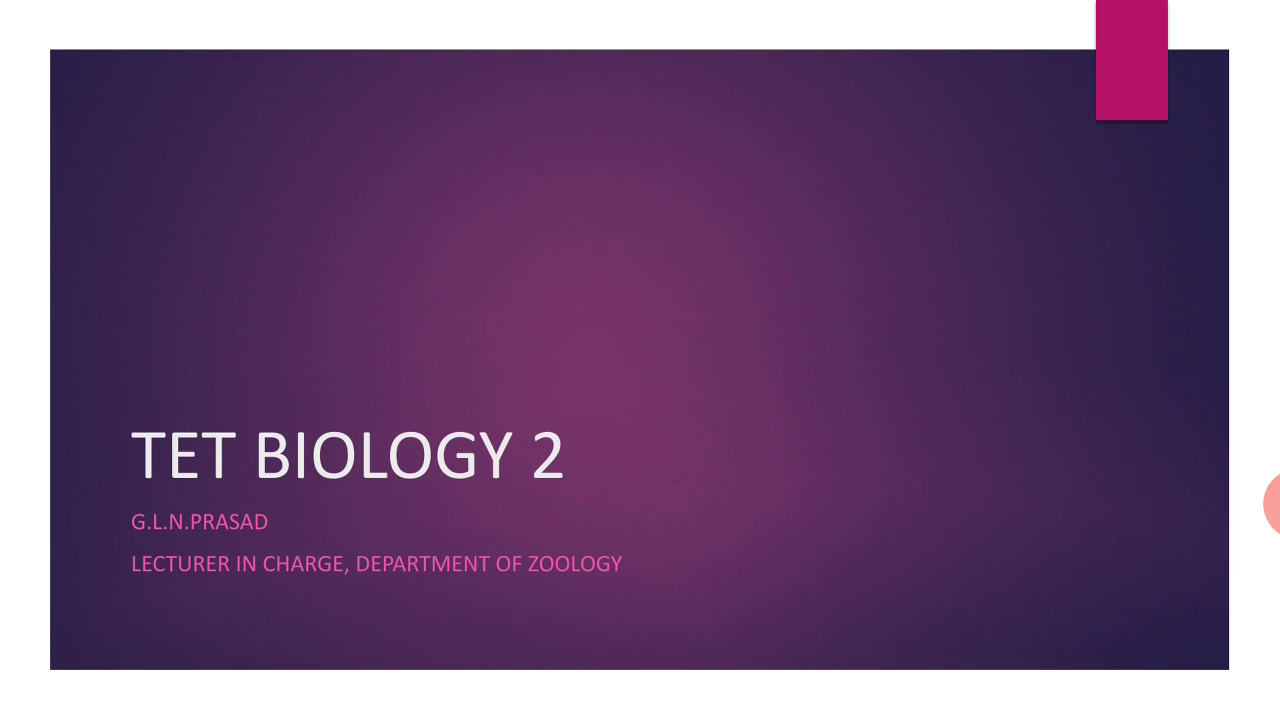 TET BIOLOGY 2
G.L.N.PRASAD
LECTURER IN CHARGE, DEPARTMENT OF ZOOLOGY